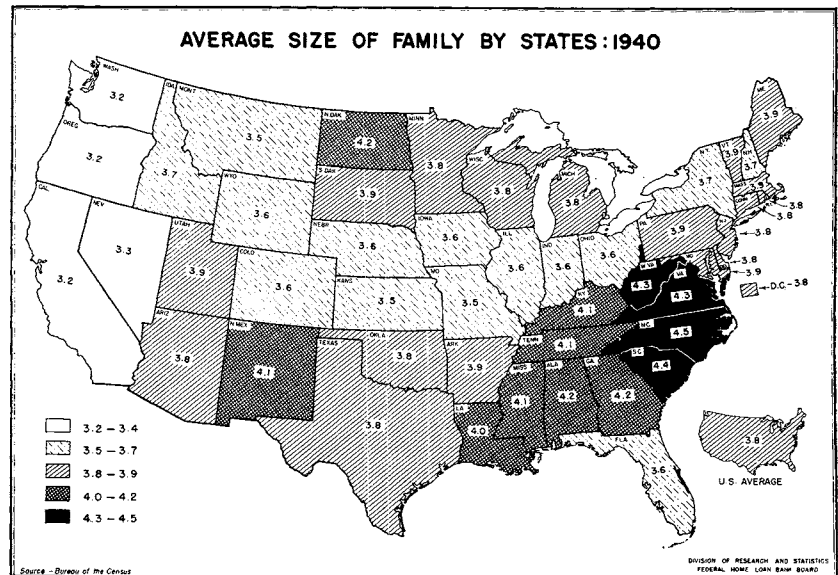 AVERAGE SIZE OF FAMILY BY STATES: 1940
WASH
3.2
OREG
3.2
CAL
3.2
NEV
3.3
IDA
3.7
MONT
3.5
WYO
3.6
UTAH
3.9
COLO
3.6
ARIZ
3.8
N.MEX
4.1
N.DAK
4.2
S.DAK
3.9
NEBR
3.6
KANS
3.5
OKLA
3.8
TEXAS
3.8
MINN
3.8
IOWA
3.6
MO
3.5
ARK
3.9
LA
4.0
WISC
3.8
MICH
3.8
ILL
3.6
IND
3.6
OHIO
3.6
KY
4.1
TENN
4.1
MISS
4.1
ALA
4.2
GA
4.2
FLA
3.6
W.VA
4.3
VA
4.3
N.C.
4.5
S.C.
4.4
PA
3.9
N.Y.
3.7
VT
3.9
N.H.
3.7
ME
3.9
MASS
3.9
CONN
3.8
3.8
N.J.
3.8
3.8
MD
3.9
D.C.-3.8
3.2 – 3.4
3.5 – 3.7
3.8 – 3.9
4.0 – 4.2
4.3 – 4.5
3.8
U.S. AVERAGE
Source - Bureau of the Census
DIVISION OF RESEARCH AND STATISTICS
FEDERAL HOME LOAN BANK BOARD